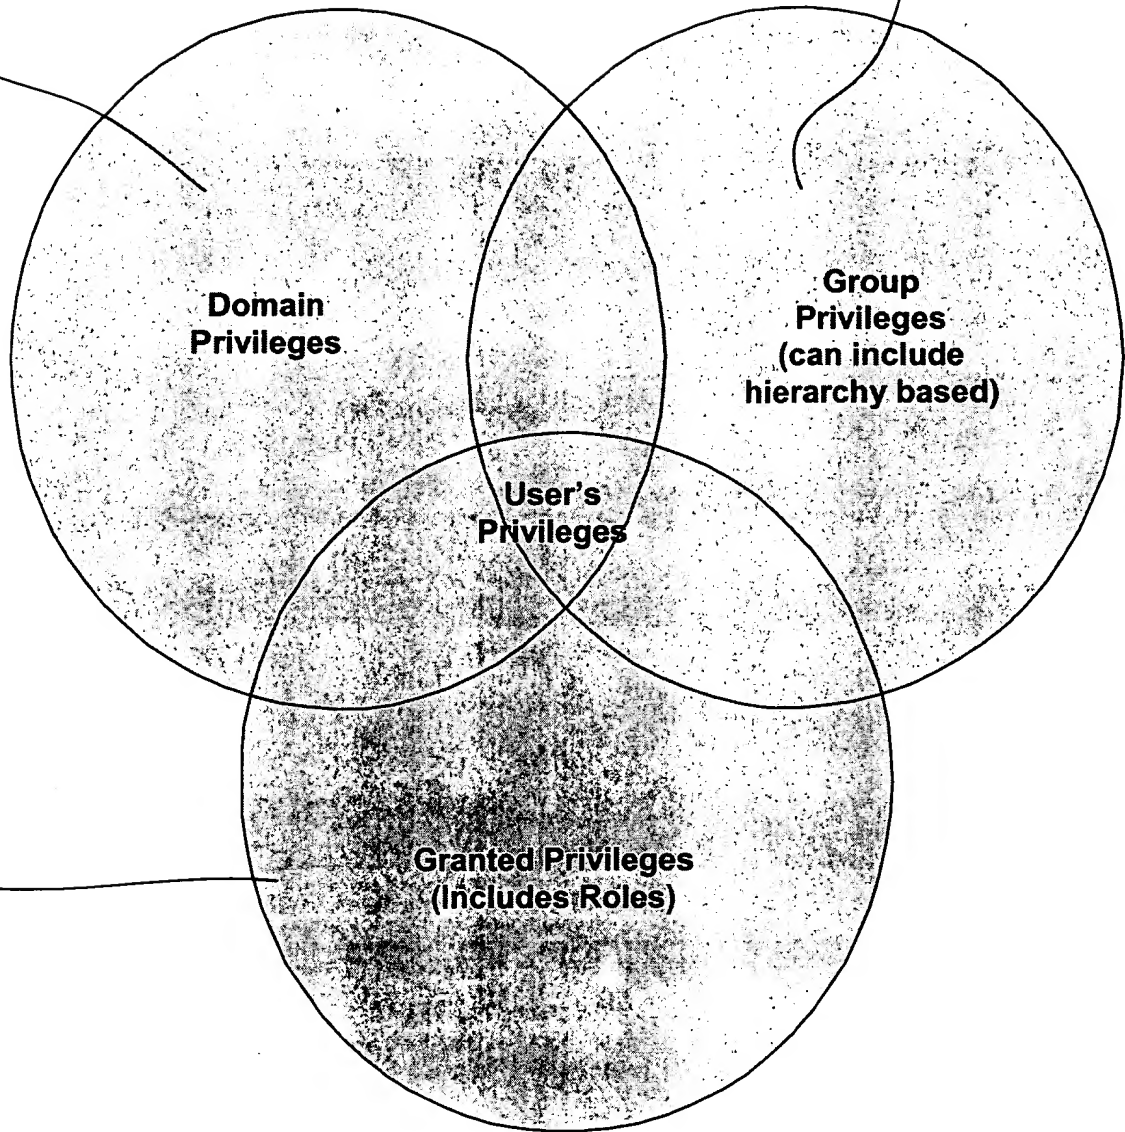 Domain
Privileges
Group
Privileges
(can include
hierarchy based)
User's
Privileges
Granted Privileges
(Includes Roles)